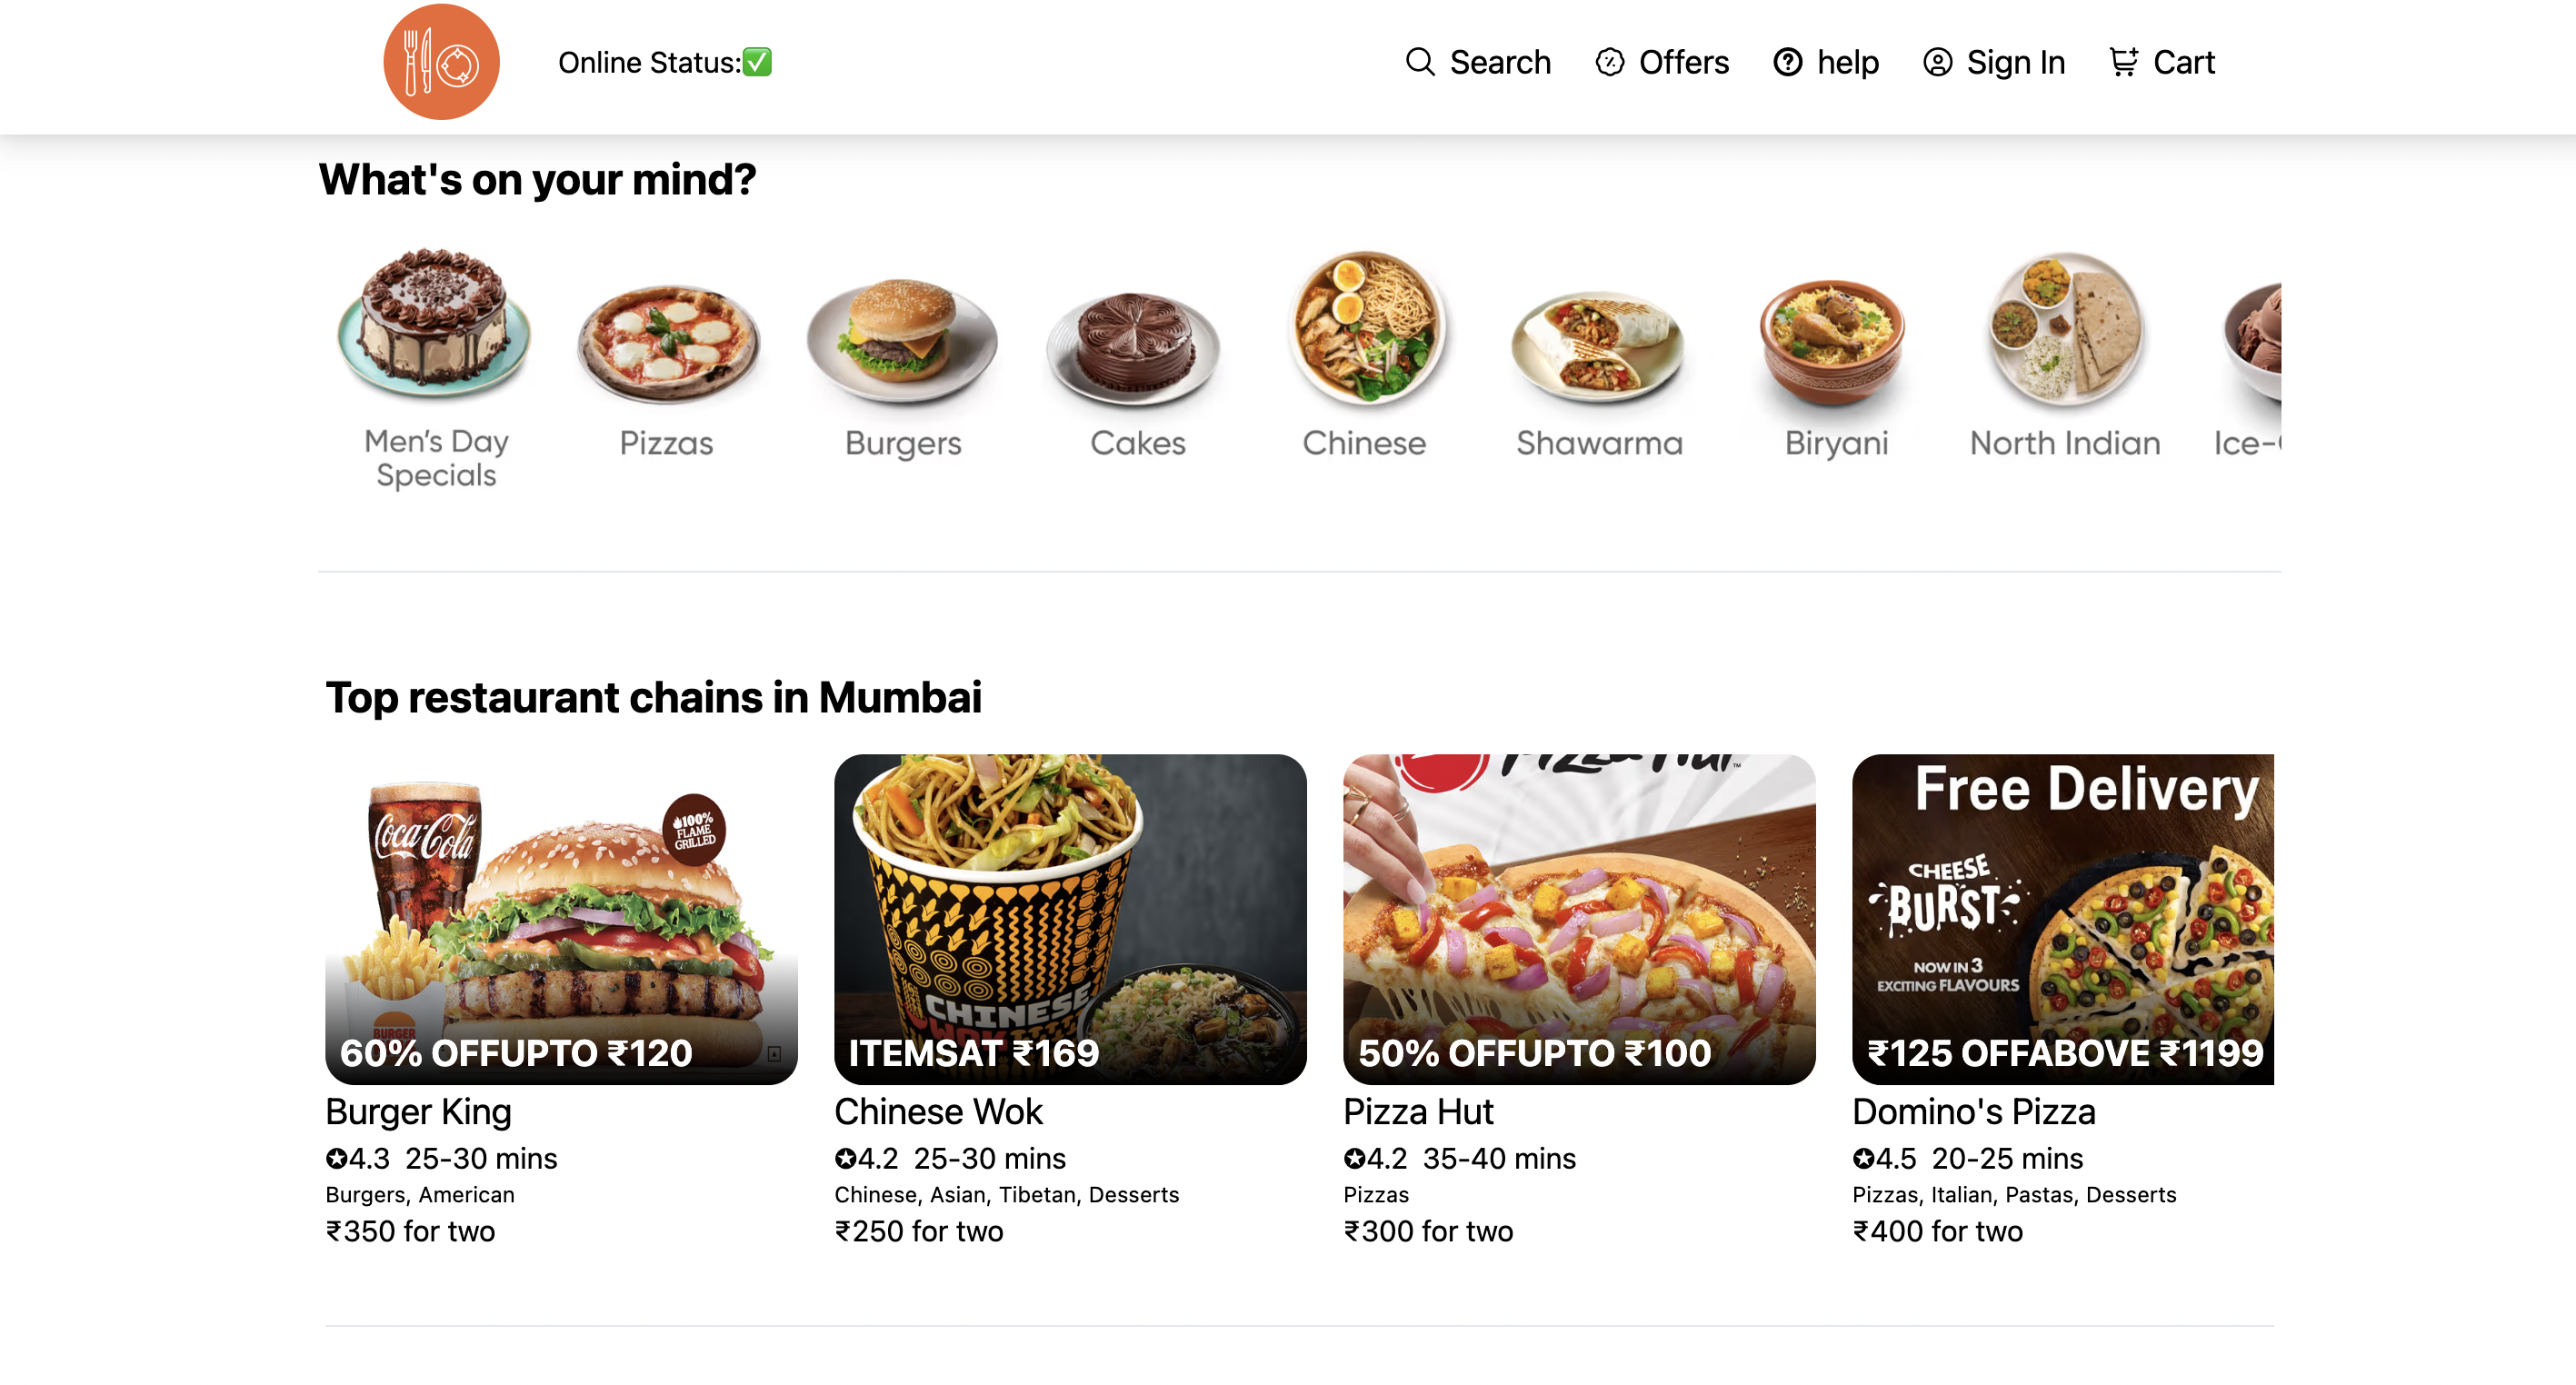 Online Status:✅
Search
Offers
help
Sign In
Cart
What's on your mind?
Men's Day
Specials
Pizzas
Burgers
Cakes
Chinese
Shawarma
Biryani
North Indian
Top restaurant chains in Mumbai
Coca-Cola
100%
FLAME
GRILLED
BURGER
60% OFFUPTO ₹120
CHINESE
WOK
ITEMSAT ₹169
Pizza Hut
50% OFFUPTO ₹100
Free Delivery
CHEESE
BURST
NOW IN 3
EXCITING FLAVOURS
₹125 OFFABOVE ₹1199
Burger King
4.3 25-30 mins
Burgers, American
₹350 for two
Chinese Wok
4.2 25-30 mins
Chinese, Asian, Tibetan, Desserts
₹250 for two
Pizza Hut
4.2 35-40 mins
Pizzas
₹300 for two
Domino's Pizza
4.5 20-25 mins
Pizzas, Italian, Pastas, Desserts
₹400 for two